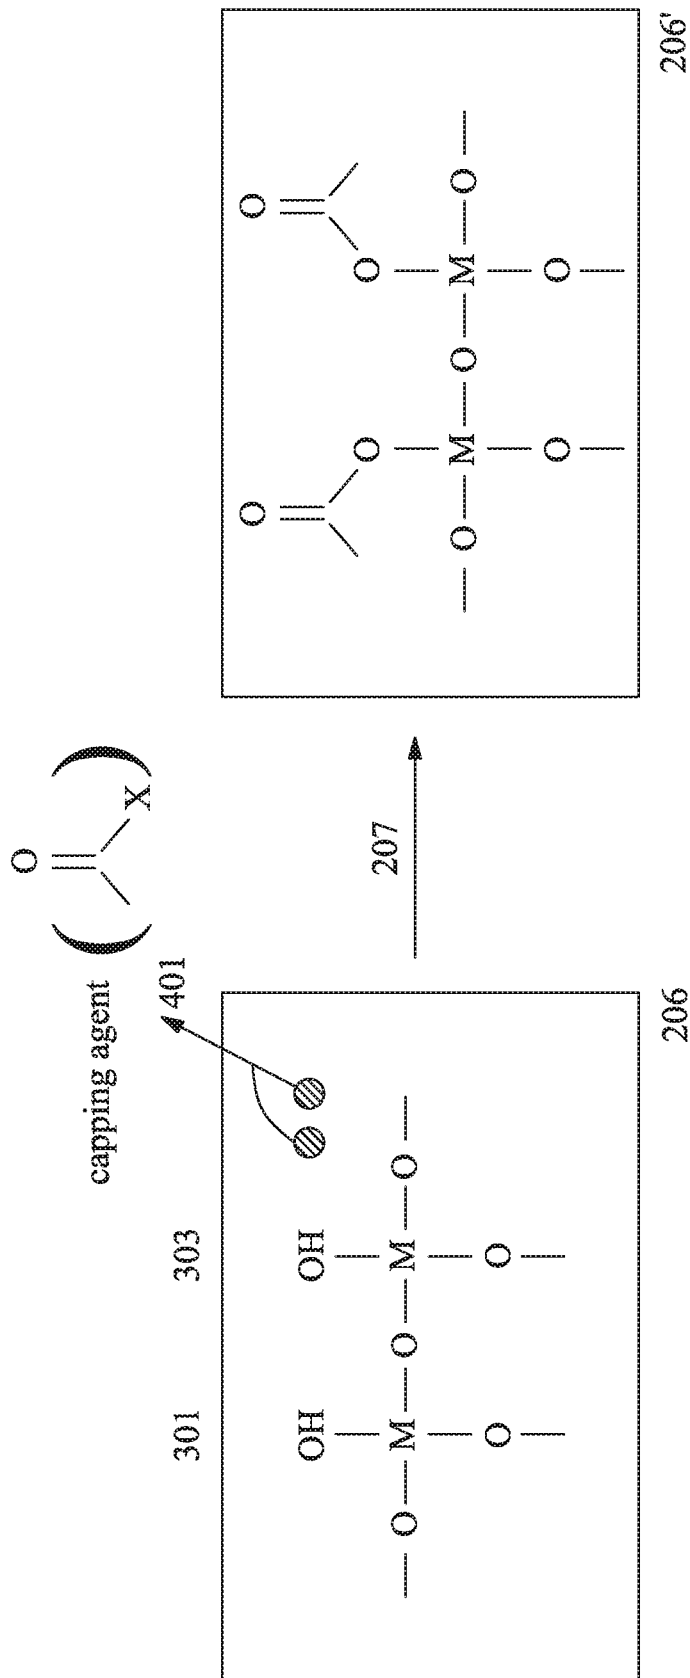 O
( X )
capping agent
401
301 303
OH OH
—O—M—O—M—O—
O O
206
207
O O
O O
—O—M—O—M—O—
O O
206'